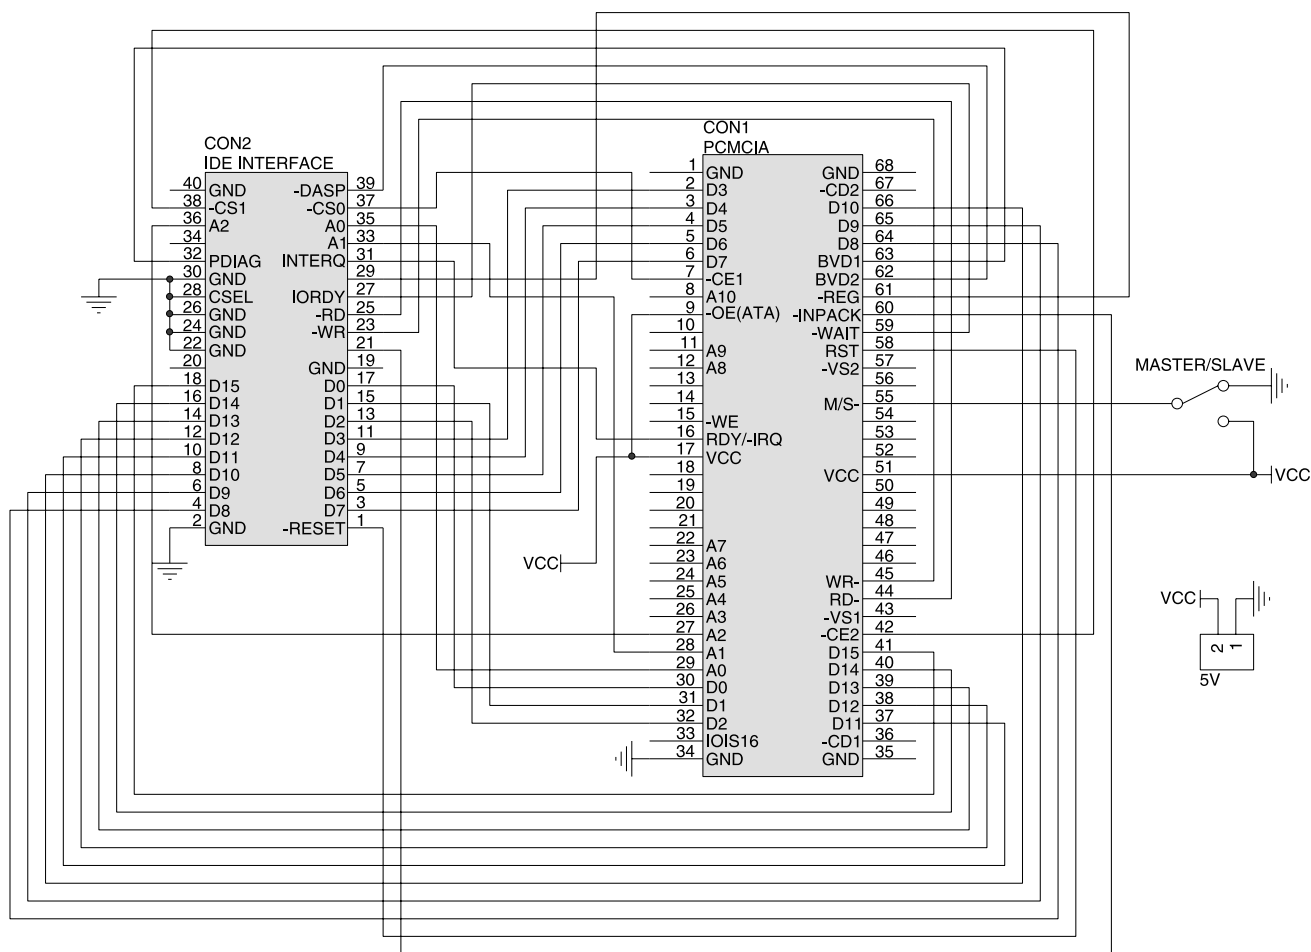 CON2
IDE INTERFACE
40 GND -DASP 39
38 -CS1 -CS0 37
36 A2 A0 35
34 A1 33
32 PDIAG INTERQ 31
30 GND 29
28 CSEL IORDY 27
26 GND -RD 25
24 GND -WR 23
22 GND 21
20 GND 19
18 D15 D0 17
16 D14 D1 15
14 D13 D2 13
12 D12 D3 11
10 D11 D4 9
8 D10 D5 7
6 D9 D6 5
4 D8 D7 3
2 GND -RESET 1
CON1
PCMCIA
1 GND GND 68
2 D3 -CD2 67
3 D4 D10 66
4 D5 D9 65
5 D6 D8 64
6 D7 BVD1 63
7 -CE1 BVD2 62
8 A10 -REG 61
9 -OE(ATA) -INPACK 60
10 -WAIT 59
11 A9 RST 58
12 A8 -VS2 57
13 56
14 M/S- 55
15 -WE 54
16 RDY/-IRQ 53
17 VCC 52
18 VCC 51
19 50
20 49
21 48
22 A7 47
23 A6 46
24 A5 WR- 45
25 A4 RD- 44
26 A3 -VS1 43
27 A2 -CE2 42
28 A1 D15 41
29 A0 D14 40
30 D0 D13 39
31 D1 D12 38
32 D2 D11 37
33 IOIS16 -CD1 36
34 GND GND 35
VCC
MASTER/SLAVE
VCC
VCC
2 1
5V